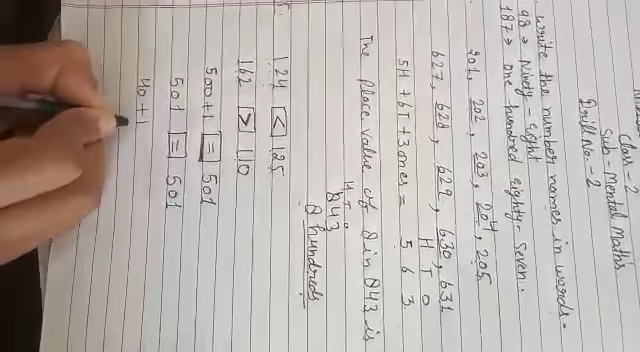 Class - 2
Sub - Mental Maths
Drill No. - 2
write the number names in words =
98 → Ninety - eight
187 → one hundred eighty - seven.
201, 202, 203, 204, 205
627, 628, 629, 630, 631
H T O
5H + 6T + 3 ones = 5 6 3
The place value of 8 in 843 is
H T O
843
8 hundreds
124 < 125
162 > 110
500 + 1 = 501
501 = 501
40 + 1